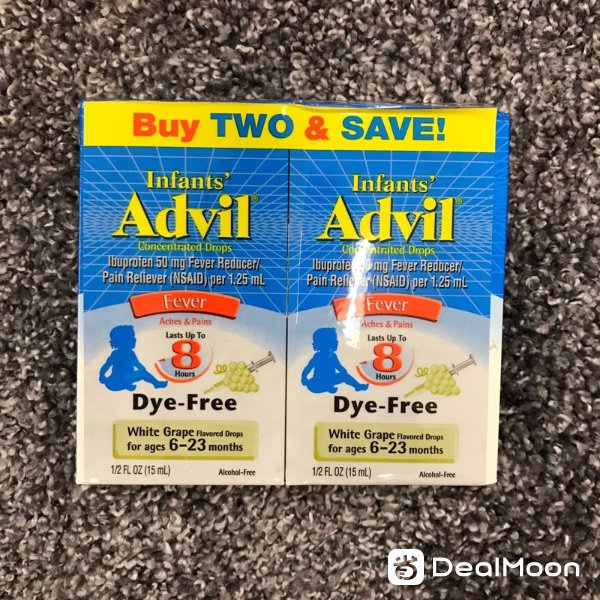 Buy TWO & SAVE!
Infants'
Advil®
Concentrated Drops
Ibuprofen 50 mg Fever Reducer/
Pain Reliever (NSAID) per 1.25 mL
Fever
Aches & Pains
Lasts Up To
8
Hours
Dye-Free
White Grape Flavored Drops
for ages 6–23 months
1/2 FL OZ (15 mL)
Alcohol-Free
Infants'
Advil®
Concentrated Drops
Ibuprofen 50 mg Fever Reducer/
Pain Reliever (NSAID) per 1.25 mL
Fever
Aches & Pains
Lasts Up To
8
Hours
Dye-Free
White Grape Flavored Drops
for ages 6–23 months
1/2 FL OZ (15 mL)
Alcohol-Free
省 DealMoon